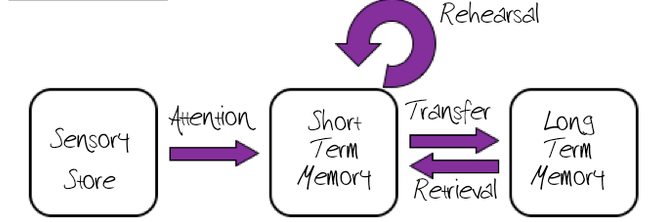 Rehearsal
Sensory
Store
Attention
Short
Term
Memory
Transfer
Retrieval
Long
Term
Memory